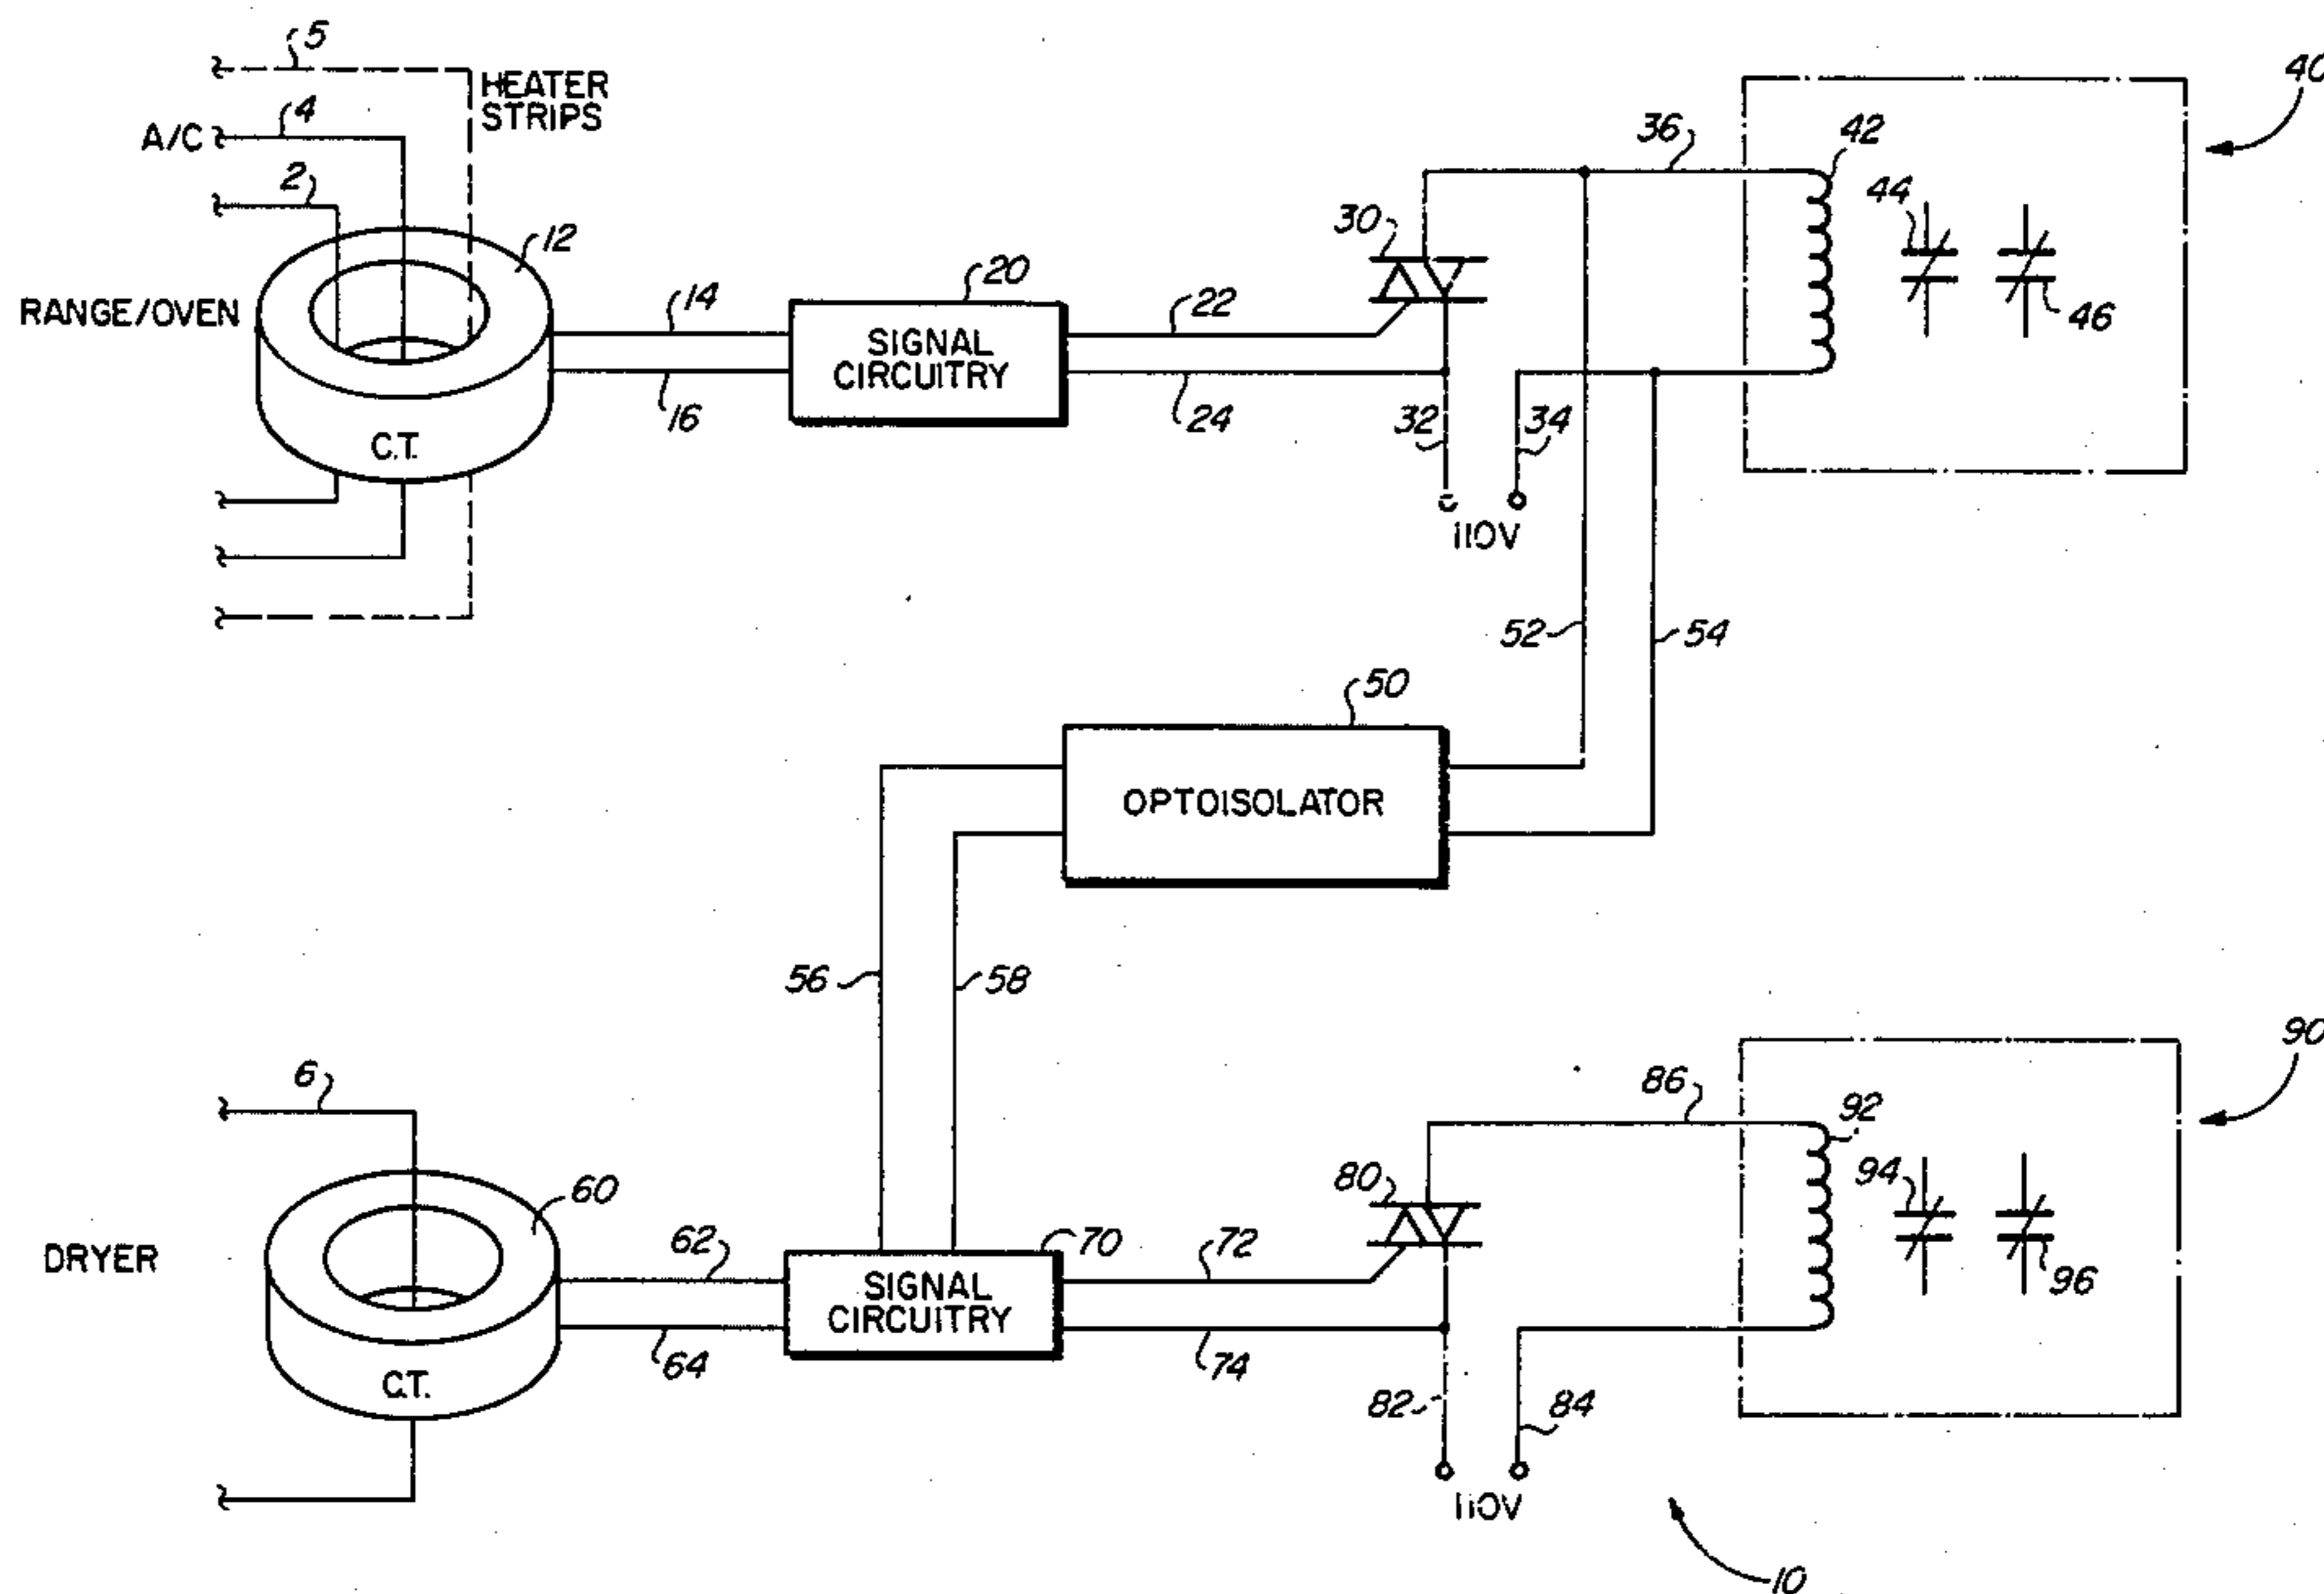 5
40
HEATER
STRIPS
4
A/C
36
42
2
44
30
12
20
RANGE/OVEN
14
22
46
SIGNAL
CIRCUITRY
16
24
32
34
C.T.
110V
52
54
50
OPTOISOLATOR
56
58
90
6
86
92
80
94
60
62
70
72
DRYER
96
SIGNAL
CIRCUITRY
64
74
C.T.
82
84
110V
10